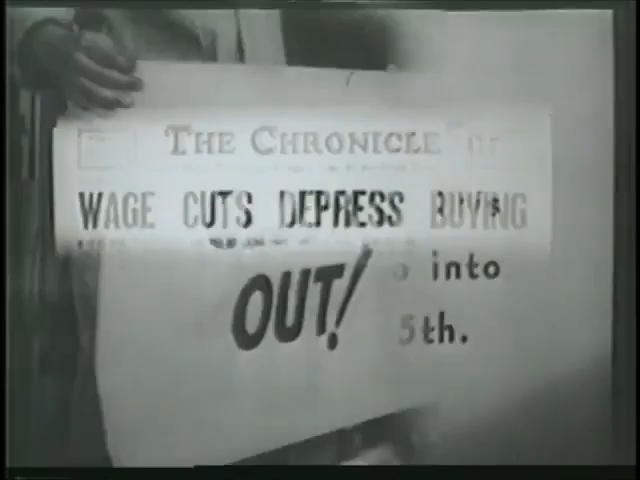 THE CHRONICLE
WAGE CUTS DEPRESS BUYING
OUT!
into
5th.